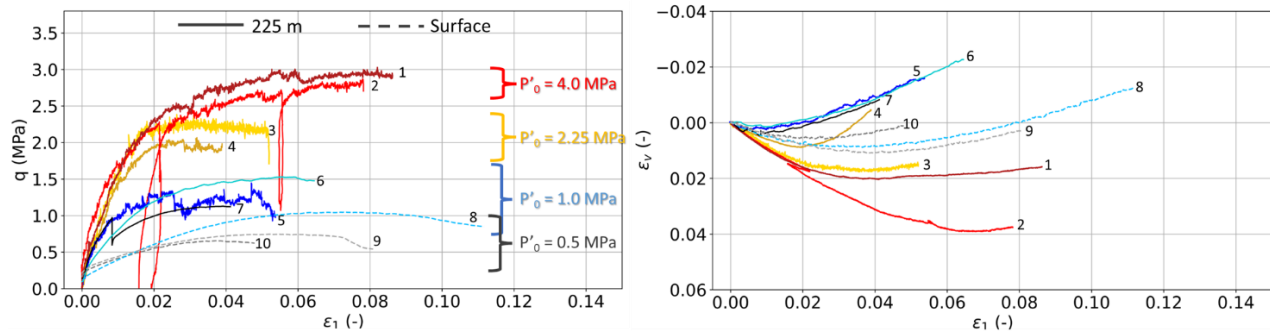 225 m
Surface
3.5
3.0
2.5
2.0
1.5
1.0
0.5
0.0
q (MPa)
0.00 0.02 0.04 0.06 0.08 0.10 0.12 0.14
ε1 (-)
1
2
3
4
5
6
7
8
9
10
P'0 = 4.0 MPa
P'0 = 2.25 MPa
P'0 = 1.0 MPa
P'0 = 0.5 MPa
−0.04
−0.02
0.00
0.02
0.04
0.06
εv (-)
0.00 0.02 0.04 0.06 0.08 0.10 0.12 0.14
ε1 (-)
6
5
7
4
10
8
9
3
1
2